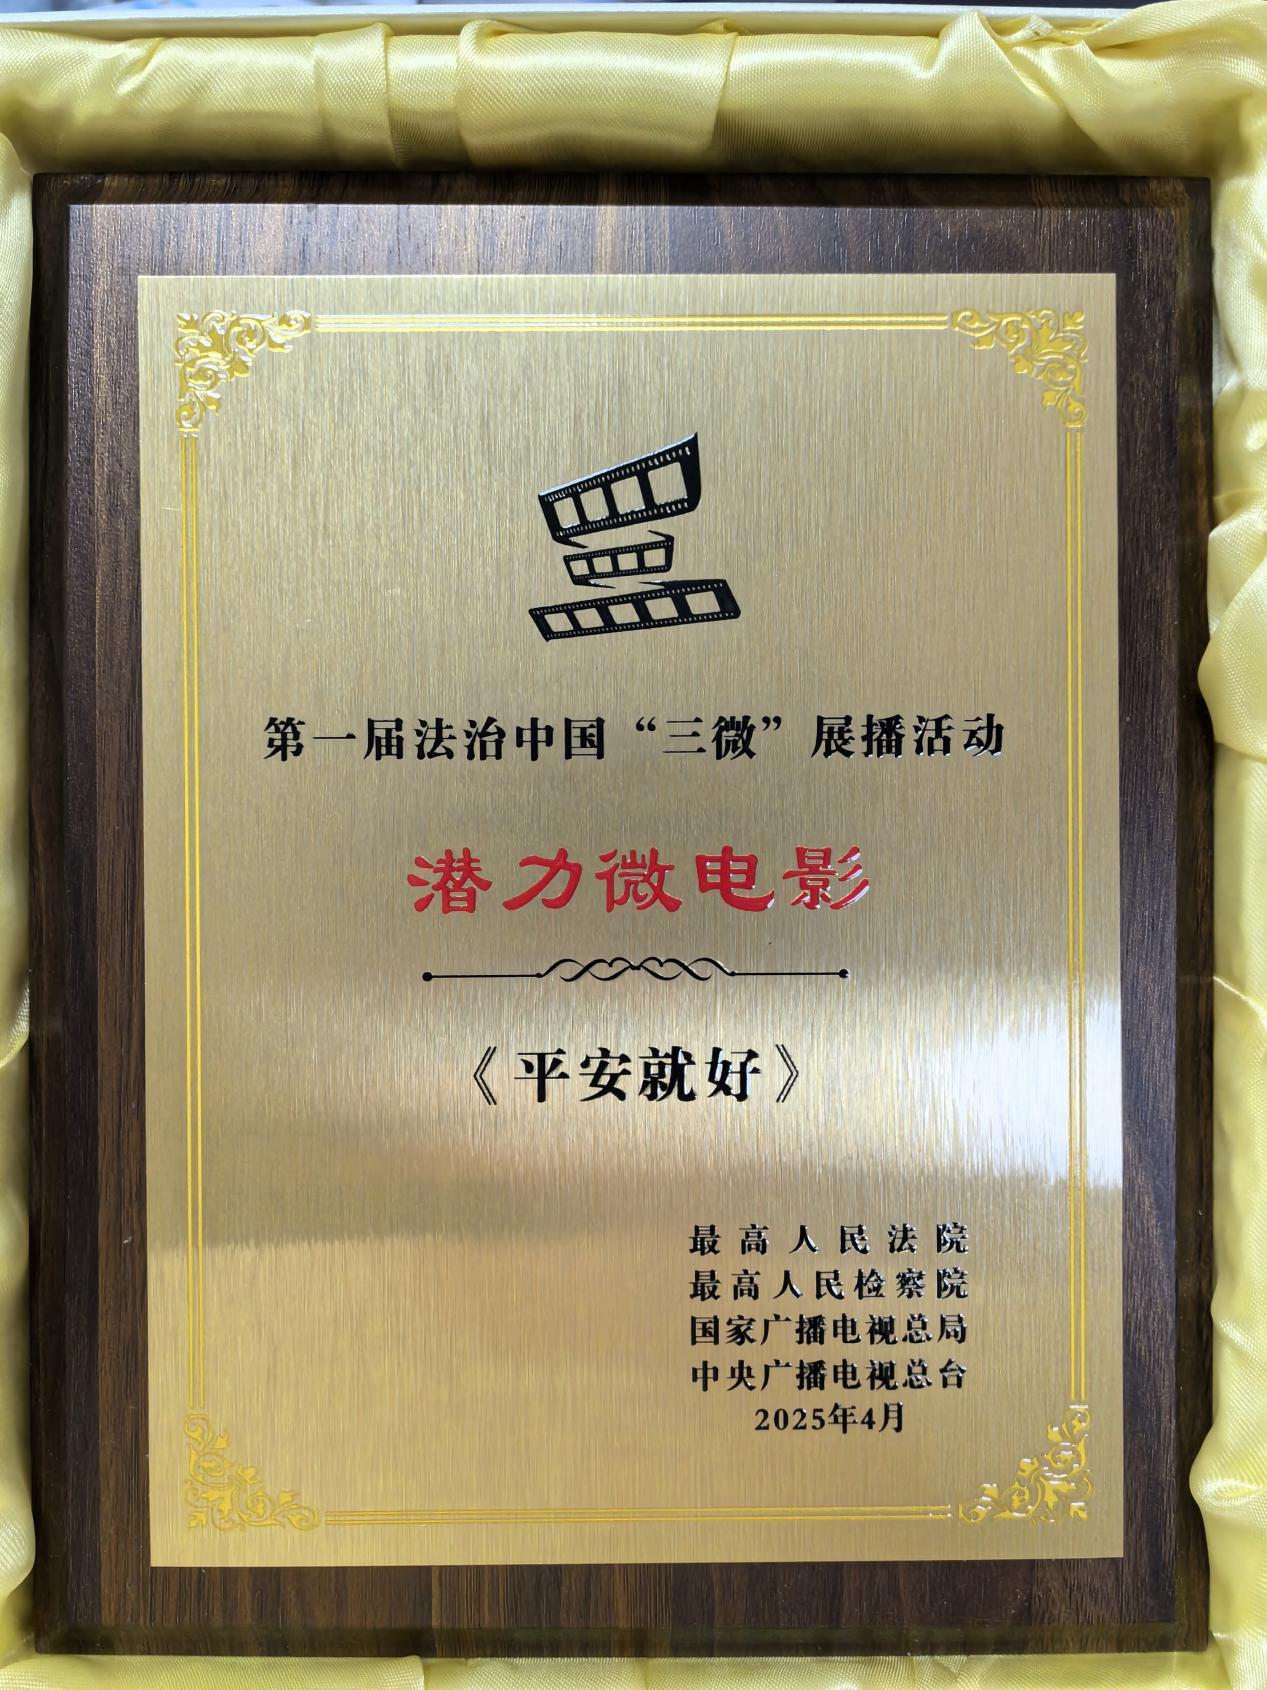 第一届法治中国“三微”展播活动
潜力微电影
《平安就好》
最高人民法院
最高人民检察院
国家广播电视总局
中央广播电视总台
2025年4月